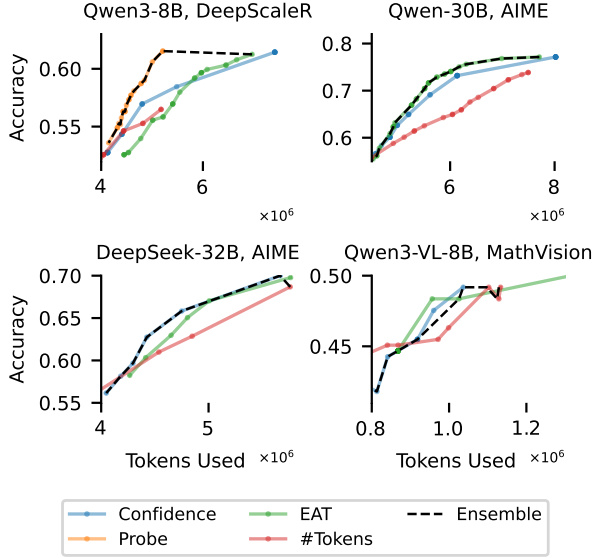 Qwen3-8B, DeepScaleR
Qwen-30B, AIME
Accuracy
0.60
0.55
4
6
×10⁶
0.8
0.7
0.6
6
8
×10⁶
DeepSeek-32B, AIME
Qwen3-VL-8B, MathVision
Accuracy
0.70
0.65
0.60
0.55
4
5
Tokens Used ×10⁶
0.50
0.45
0.8
1.0
1.2
Tokens Used ×10⁶
Confidence
EAT
Ensemble
Probe
#Tokens